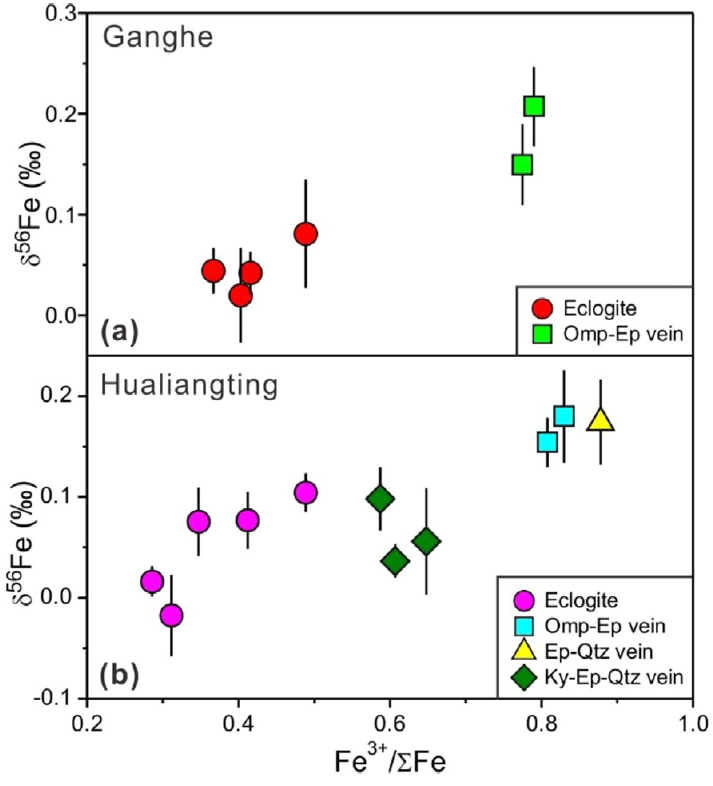 0.3
Ganghe
0.2
0.1
0.0
δ⁵⁶Fe (‰)
(a)
Eclogite
Omp-Ep vein
Hualiangting
0.2
0.1
0.0
-0.1
δ⁵⁶Fe (‰)
(b)
Eclogite
Omp-Ep vein
Ep-Qtz vein
Ky-Ep-Qtz vein
0.2 0.4 0.6 0.8 1.0
Fe³⁺/ΣFe